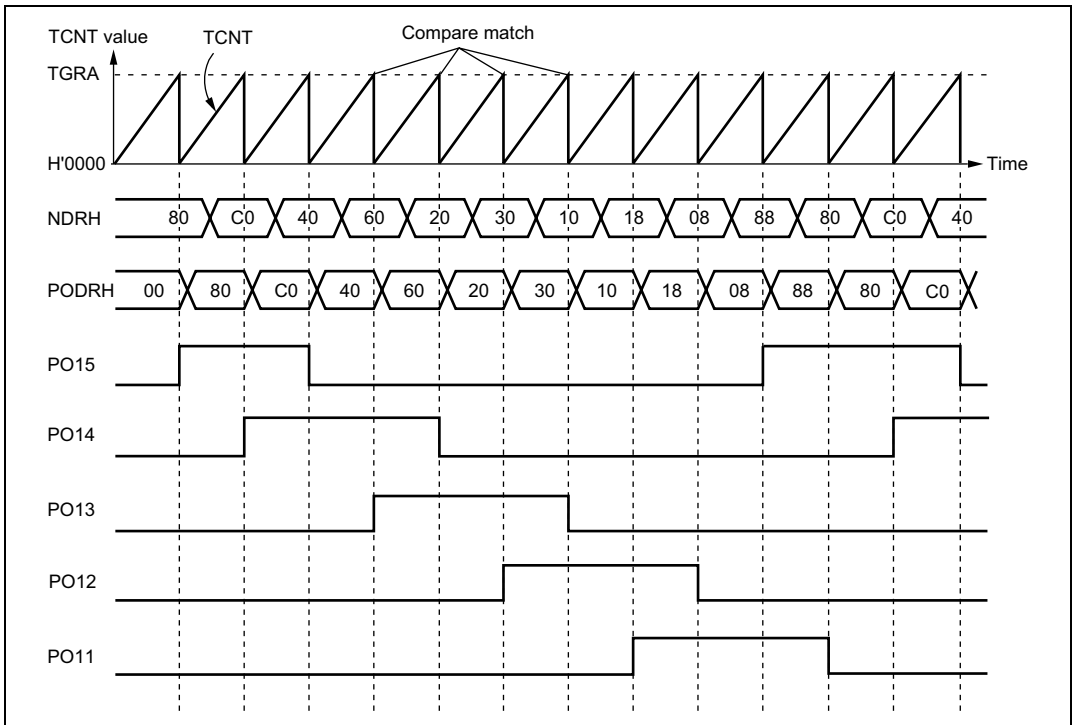 TCNT value TCNT Compare match
TGRA
H'0000 Time
NDRH 80 C0 40 60 20 30 10 18 08 88 80 C0 40
PODRH 00 80 C0 40 60 20 30 10 18 08 88 80 C0
PO15
PO14
PO13
PO12
PO11